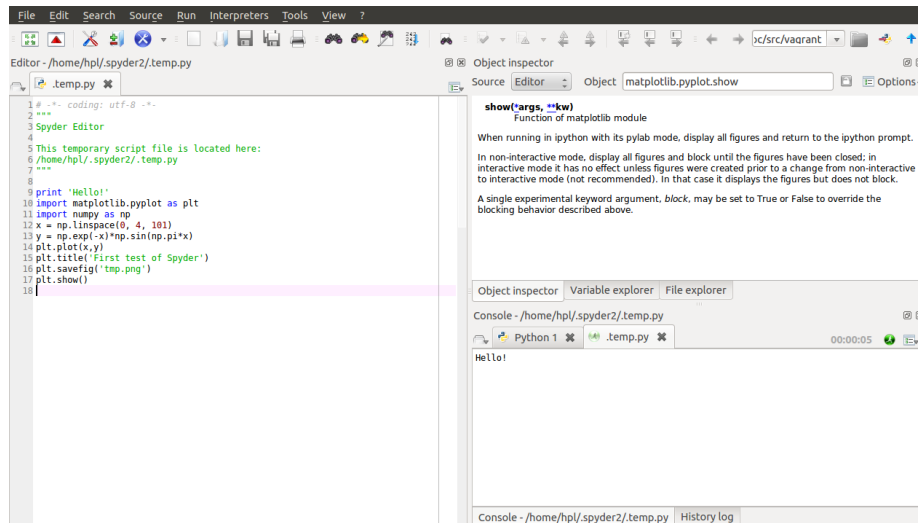 File Edit Search Source Run Interpreters Tools View ?
ɔc/src/vagrant
Editor - /home/hpl/.spyder2/.temp.py
.temp.py
1 # -*- coding: utf-8 -*-
2 """
3 Spyder Editor
4
5 This temporary script file is located here:
6 /home/hpl/.spyder2/.temp.py
7 """
8
9 print 'Hello!'
10 import matplotlib.pyplot as plt
11 import numpy as np
12 x = np.linspace(0, 4, 101)
13 y = np.exp(-x)*np.sin(np.pi*x)
14 plt.plot(x,y)
15 plt.title('First test of Spyder')
16 plt.savefig('tmp.png')
17 plt.show()
18
Object inspector
Source Editor Object matplotlib.pyplot.show Options
show(*args, **kw)
Function of matplotlib module
When running in ipython with its pylab mode, display all figures and return to the ipython prompt.
In non-interactive mode, display all figures and block until the figures have been closed; in
interactive mode it has no effect unless figures were created prior to a change from non-interactive
to interactive mode (not recommended). In that case it displays the figures but does not block.
A single experimental keyword argument, block, may be set to True or False to override the
blocking behavior described above.
Object inspector Variable explorer File explorer
Console - /home/hpl/.spyder2/.temp.py
Python 1 .temp.py 00:00:05
Hello!
Console - /home/hpl/.spyder2/.temp.py History log